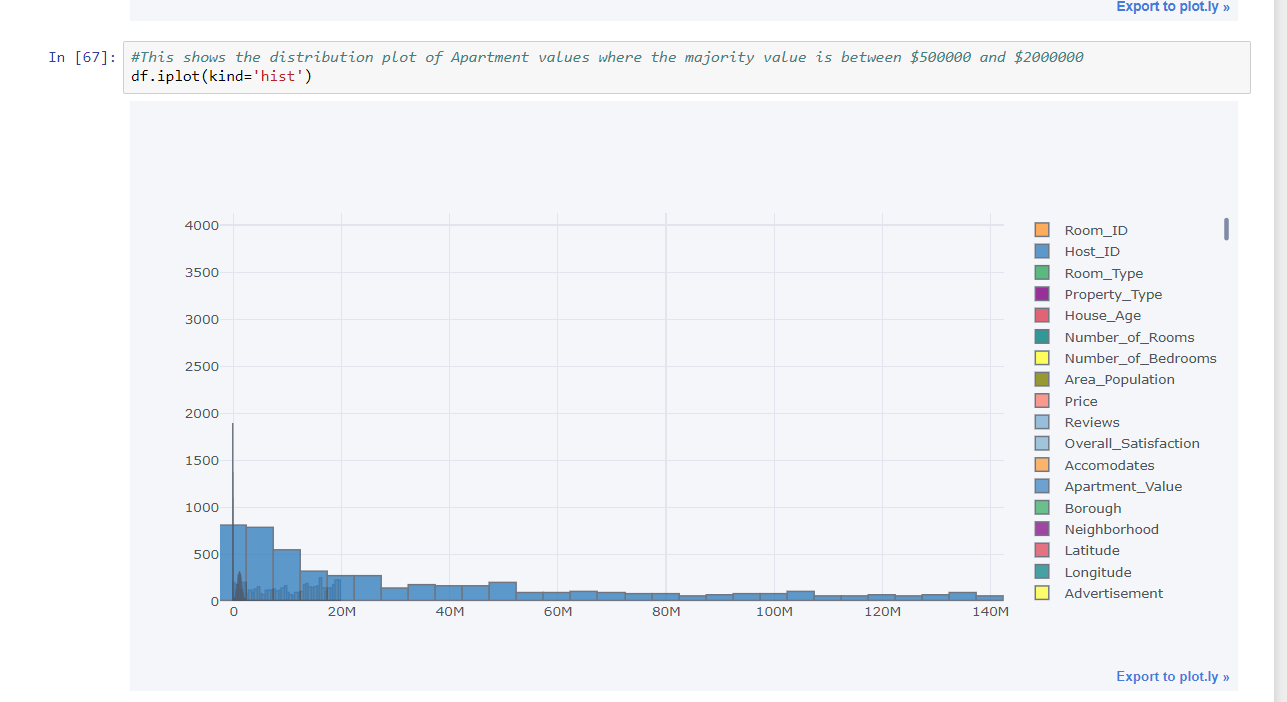 Export to plot.ly »
In [67]: #This shows the distribution plot of Apartment values where the majority value is between $500000 and $2000000
df.iplot(kind='hist')
4000
3500
3000
2500
2000
1500
1000
500
0
0 20M 40M 60M 80M 100M 120M 140M
Room_ID
Host_ID
Room_Type
Property_Type
House_Age
Number_of_Rooms
Number_of_Bedrooms
Area_Population
Price
Reviews
Overall_Satisfaction
Accomodates
Apartment_Value
Borough
Neighborhood
Latitude
Longitude
Advertisement
Export to plot.ly »